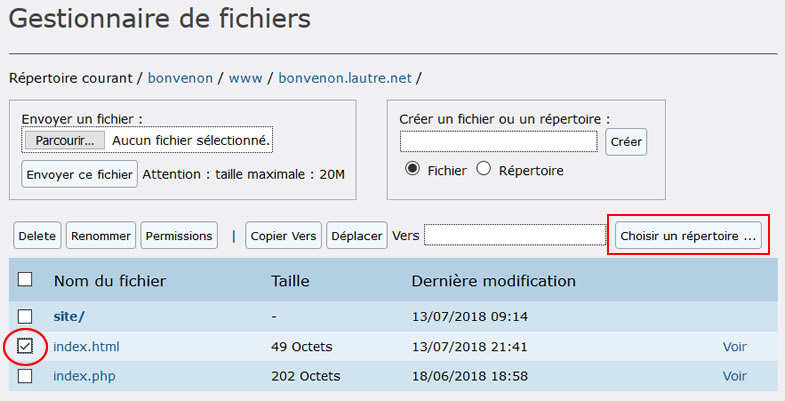 Gestionnaire de fichiers
Répertoire courant / bonvenon / www / bonvenon.lautre.net /
Envoyer un fichier :
Parcourir... Aucun fichier sélectionné.
Envoyer ce fichier Attention : taille maximale : 20M
Créer un fichier ou un répertoire :
Créer
Fichier Répertoire
Delete Renommer Permissions | Copier Vers Déplacer Vers Choisir un répertoire ...
Nom du fichier Taille Dernière modification
site/ - 13/07/2018 09:14
index.html 49 Octets 13/07/2018 21:41 Voir
index.php 202 Octets 18/06/2018 18:58 Voir